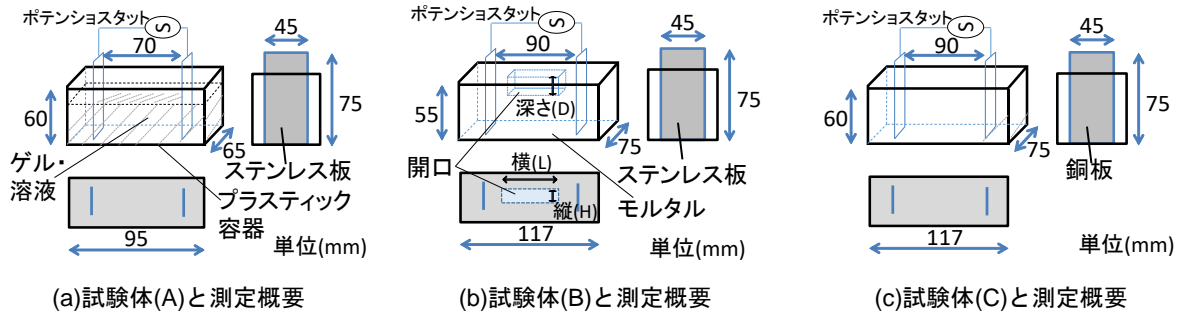 ポテンショスタット
S
70
45
60
75
65
ゲル・
溶液
ステンレス板
プラスティック
容器
95
単位(mm)
(a)試験体(A)と測定概要
ポテンショスタット
S
90
45
深さ(D)
55
75
75
開口
横(L)
縦(H)
ステンレス板
モルタル
117
単位(mm)
(b)試験体(B)と測定概要
ポテンショスタット
S
90
45
60
75
75
銅板
117
単位(mm)
(c)試験体(C)と測定概要